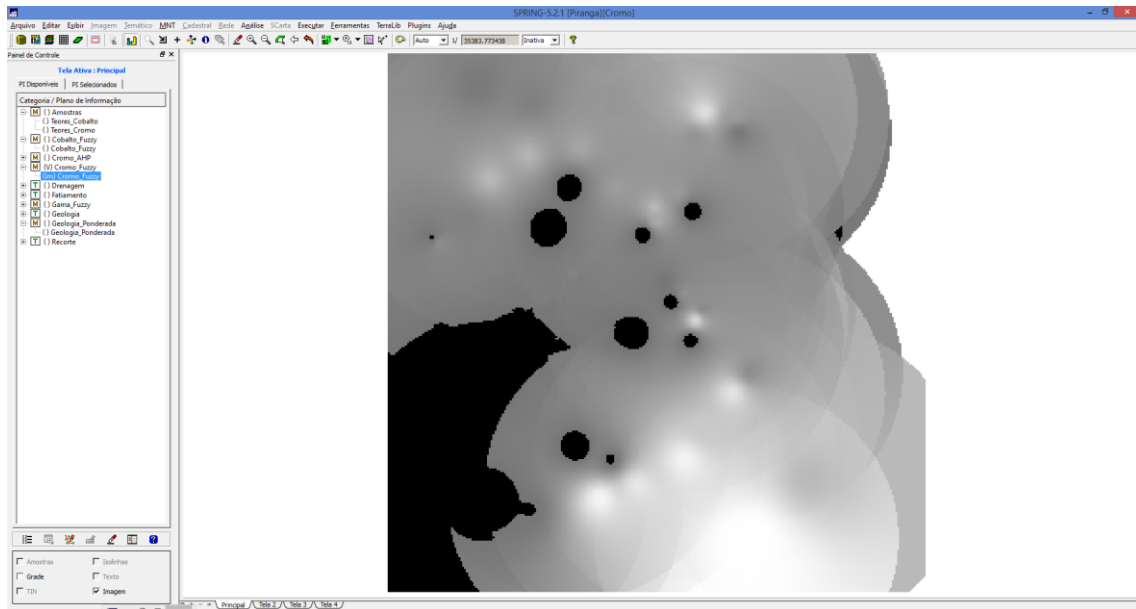 SPRING-5.2.1 [Piranga][Cromo]
Arquivo Editar Exibir Imagem Temático MNT Cadastral Rede Análise SCarta Executar Ferramentas TerraLib Plugins Ajuda
Auto 1/ 35383.773438 Inativa
Painel de Controle
Tela Ativa : Principal
PI Disponíveis PI Selecionados
Categoria / Plano de Informação
M () Amostras
() Teores_Cobalto
() Teores_Cromo
M () Cobalto_Fuzzy
() Cobalto_Fuzzy
M () Cromo_AHP
M (V) Cromo_Fuzzy
(Im) Cromo_Fuzzy
T () Drenagem
T () Fatiamento
M () Gama_Fuzzy
T () Geologia
M () Geologia_Ponderada
() Geologia_Ponderada
T () Recorte
Amostras Isolinhas
Grade Texto
TIN Imagem
Principal Tela 2 Tela 3 Tela 4